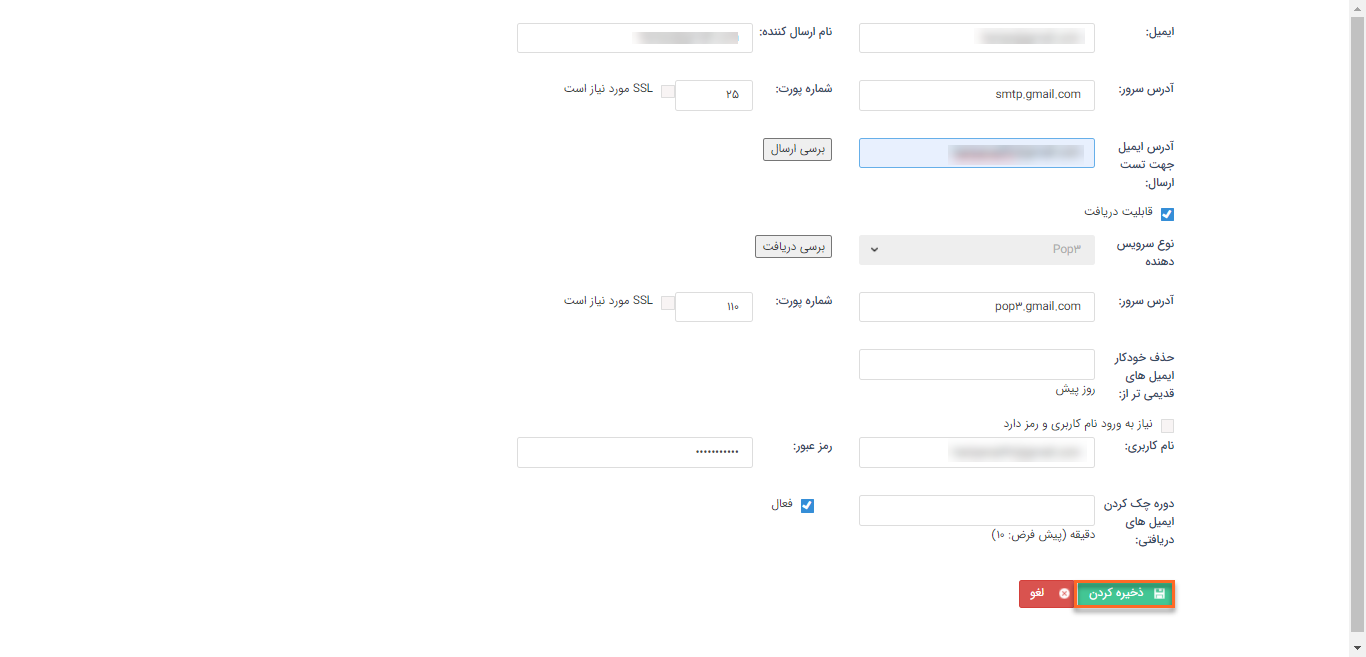 ایمیل:
نام ارسال کننده:
آدرس سرور:
smtp.gmail.com
شماره پورت:
۲۵
SSL مورد نیاز است
آدرس ایمیل
جهت تست
ارسال:
برسی ارسال
قابلیت دریافت
نوع سرویس
دهنده
Pop۳
برسی دریافت
آدرس سرور:
pop۳.gmail.com
شماره پورت:
۱۱۰
SSL مورد نیاز است
حذف خودکار
ایمیل های
قدیمی تر از:
روز پیش
نیاز به ورود نام کاربری و رمز دارد
نام کاربری:
رمز عبور:
•••••••••••
دوره چک کردن
ایمیل های
دریافتی:
دقیقه (پیش فرض: ۱۰)
فعال
ذخیره کردن
لغو